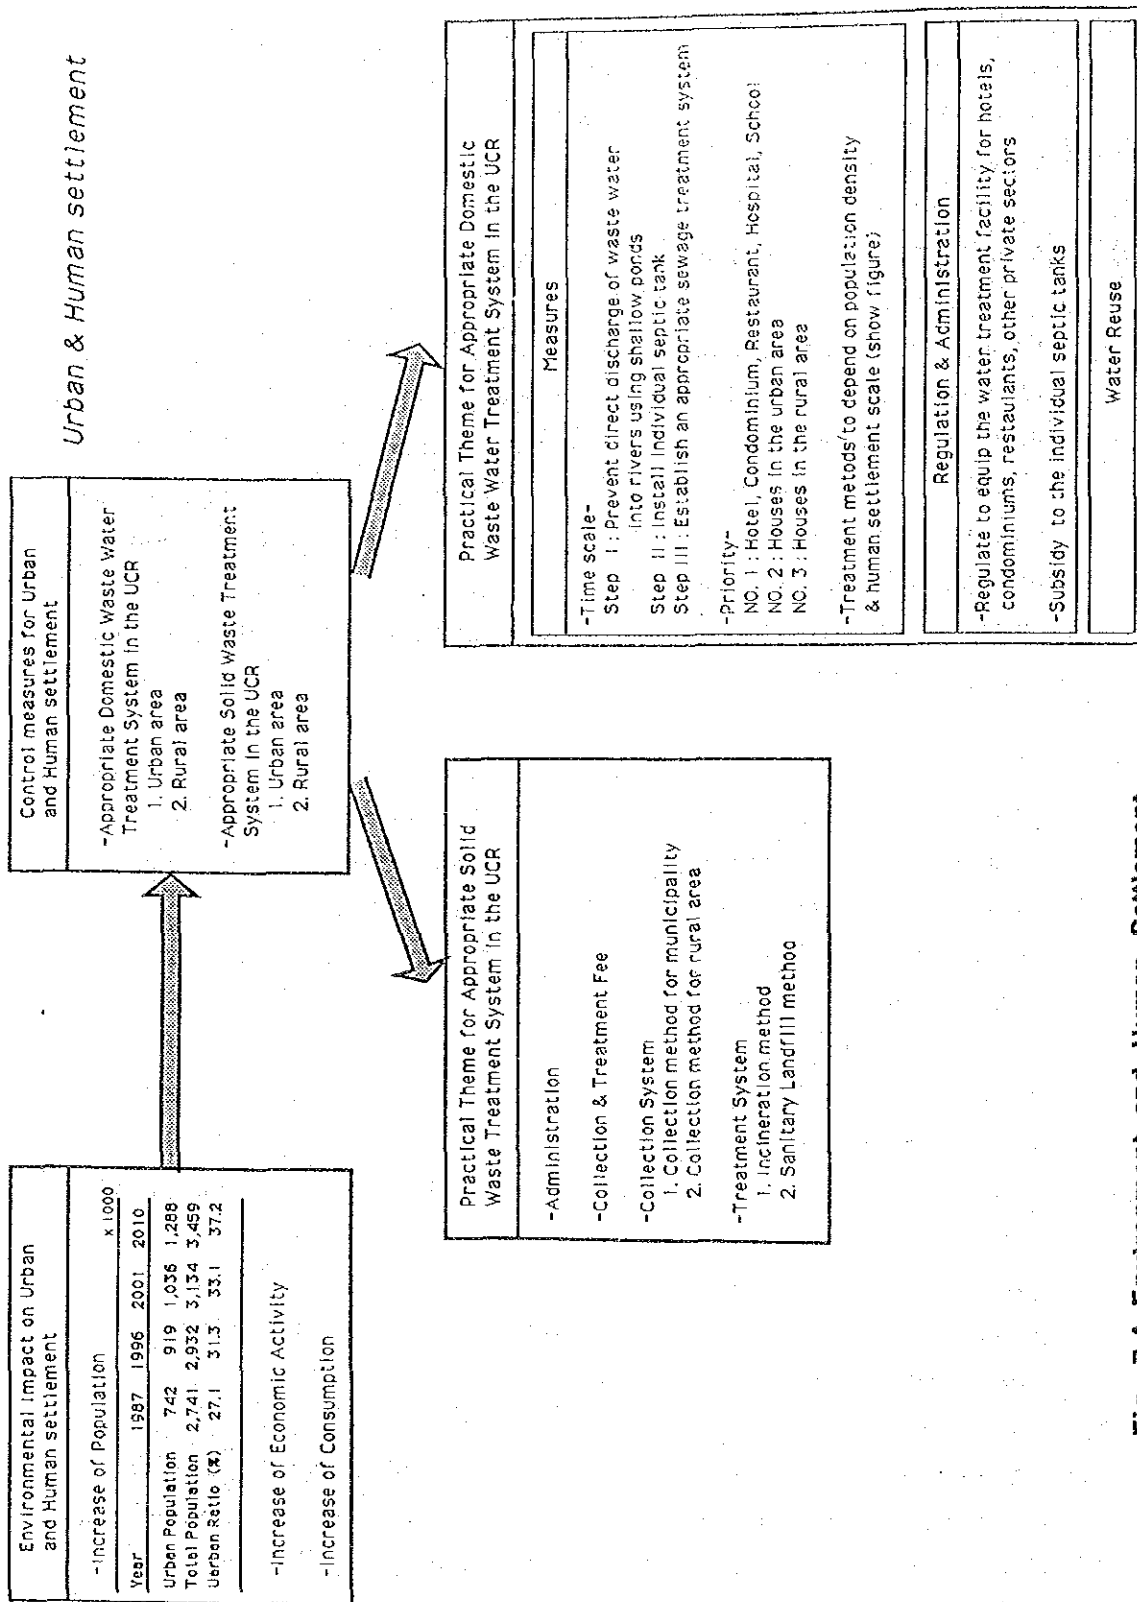 Urban & Human settlement
Environmental Impact on Urban
and Human settlement
-Increase of Population
x 1000
Year 1987 1996 2001 2010
Urban Population 742 919 1,036 1,288
Total Population 2,741 2,932 3,134 3,459
Uerban Retio (%) 27.1 31.3 33.1 37.2
-Increase of Economic Activity
-Increase of Consumption
Control measures for Urban
and Human settlement
-Appropriate Domestic Waste Water
Treatment System in the UCR
1. Urban area
2. Rural area
-Appropriate Solid Waste Treatment
System in the UCR
1. Urban area
2. Rural area
Practical Theme for Appropriate Solid
Waste Treatment System in the UCR
-Administration
-Collection & Treatment Fee
-Collection System
1. Collection method for municipality
2. Collection method for rural area
-Treatment System
1. Incineration method
2. Sanitary Landfill method
Practical Theme for Appropriate Domestic
Waste Water Treatment System in the UCR
Measures
-Time scale-
Step I : Prevent direct discharge of waste water
into rivers using shallow ponds
Step II : Install Individual septic tank
Step III : Establish an appropriate sewage treatment system
-Priority-
NO. 1 : Hotel, Condominium, Restaurant, Hospital, School
NO. 2 : Houses in the urban area
NO. 3 : Houses in the rural area
-Treatment metods to depend on population density
& human settlement scale (show figure)
Regulation & Administration
-Regulate to equip the water treatment facility for hotels,
condominiums, restaulants, other private sectors
-Subsidy to the individual septic tanks
Water Reuse